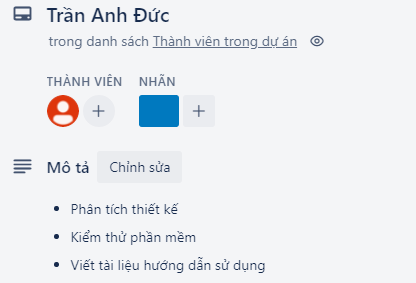 Trần Anh Đức
trong danh sách Thành viên trong dự án
THÀNH VIÊN NHÃN
Mô tả Chỉnh sửa
Phân tích thiết kế
Kiểm thử phần mềm
Viết tài liệu hướng dẫn sử dụng